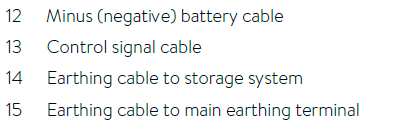 12 Minus (negative) battery cable
13 Control signal cable
14 Earthing cable to storage system
15 Earthing cable to main earthing terminal